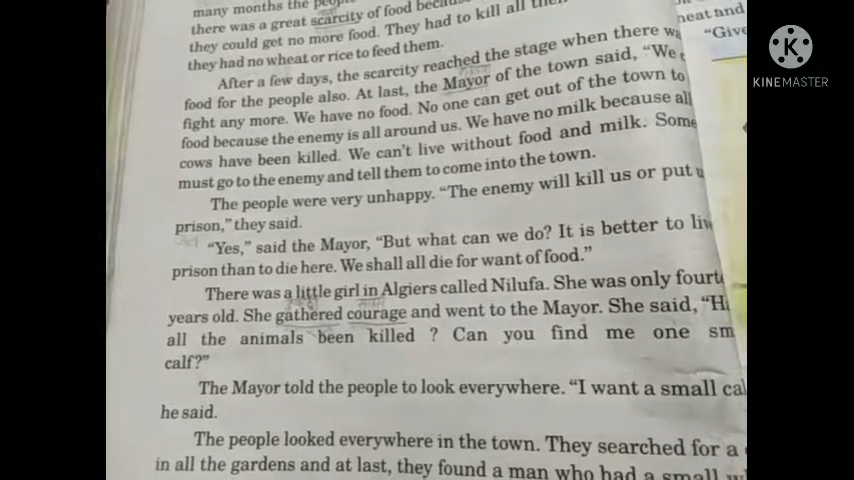 many months the people
there was a great scarcity of food
they could get no more food. They had to kill all
they had no wheat or rice to feed them.
After a few days, the scarcity reached the stage when there
food for the people also. At last, the Mayor of the town said, "We
fight any more. We have no food. No one can get out of the town to
food because the enemy is all around us. We have no milk because all
cows have been killed. We can't live without food and milk. Some
must go to the enemy and tell them to come into the town.
The people were very unhappy. "The enemy will kill us or put
prison," they said.
"Yes," said the Mayor, "But what can we do? It is better to
prison than to die here. We shall all die for want of food."
There was a little girl in Algiers called Nilufa. She was only
years old. She gathered courage and went to the Mayor. She said,
all the animals been killed ? Can you find me one
calf?"
The Mayor told the people to look everywhere. "I want a small
he said.
The people looked everywhere in the town. They searched for a
in all the gardens and at last, they found a man who had a small
heat and
"Give
K
KINEMASTER